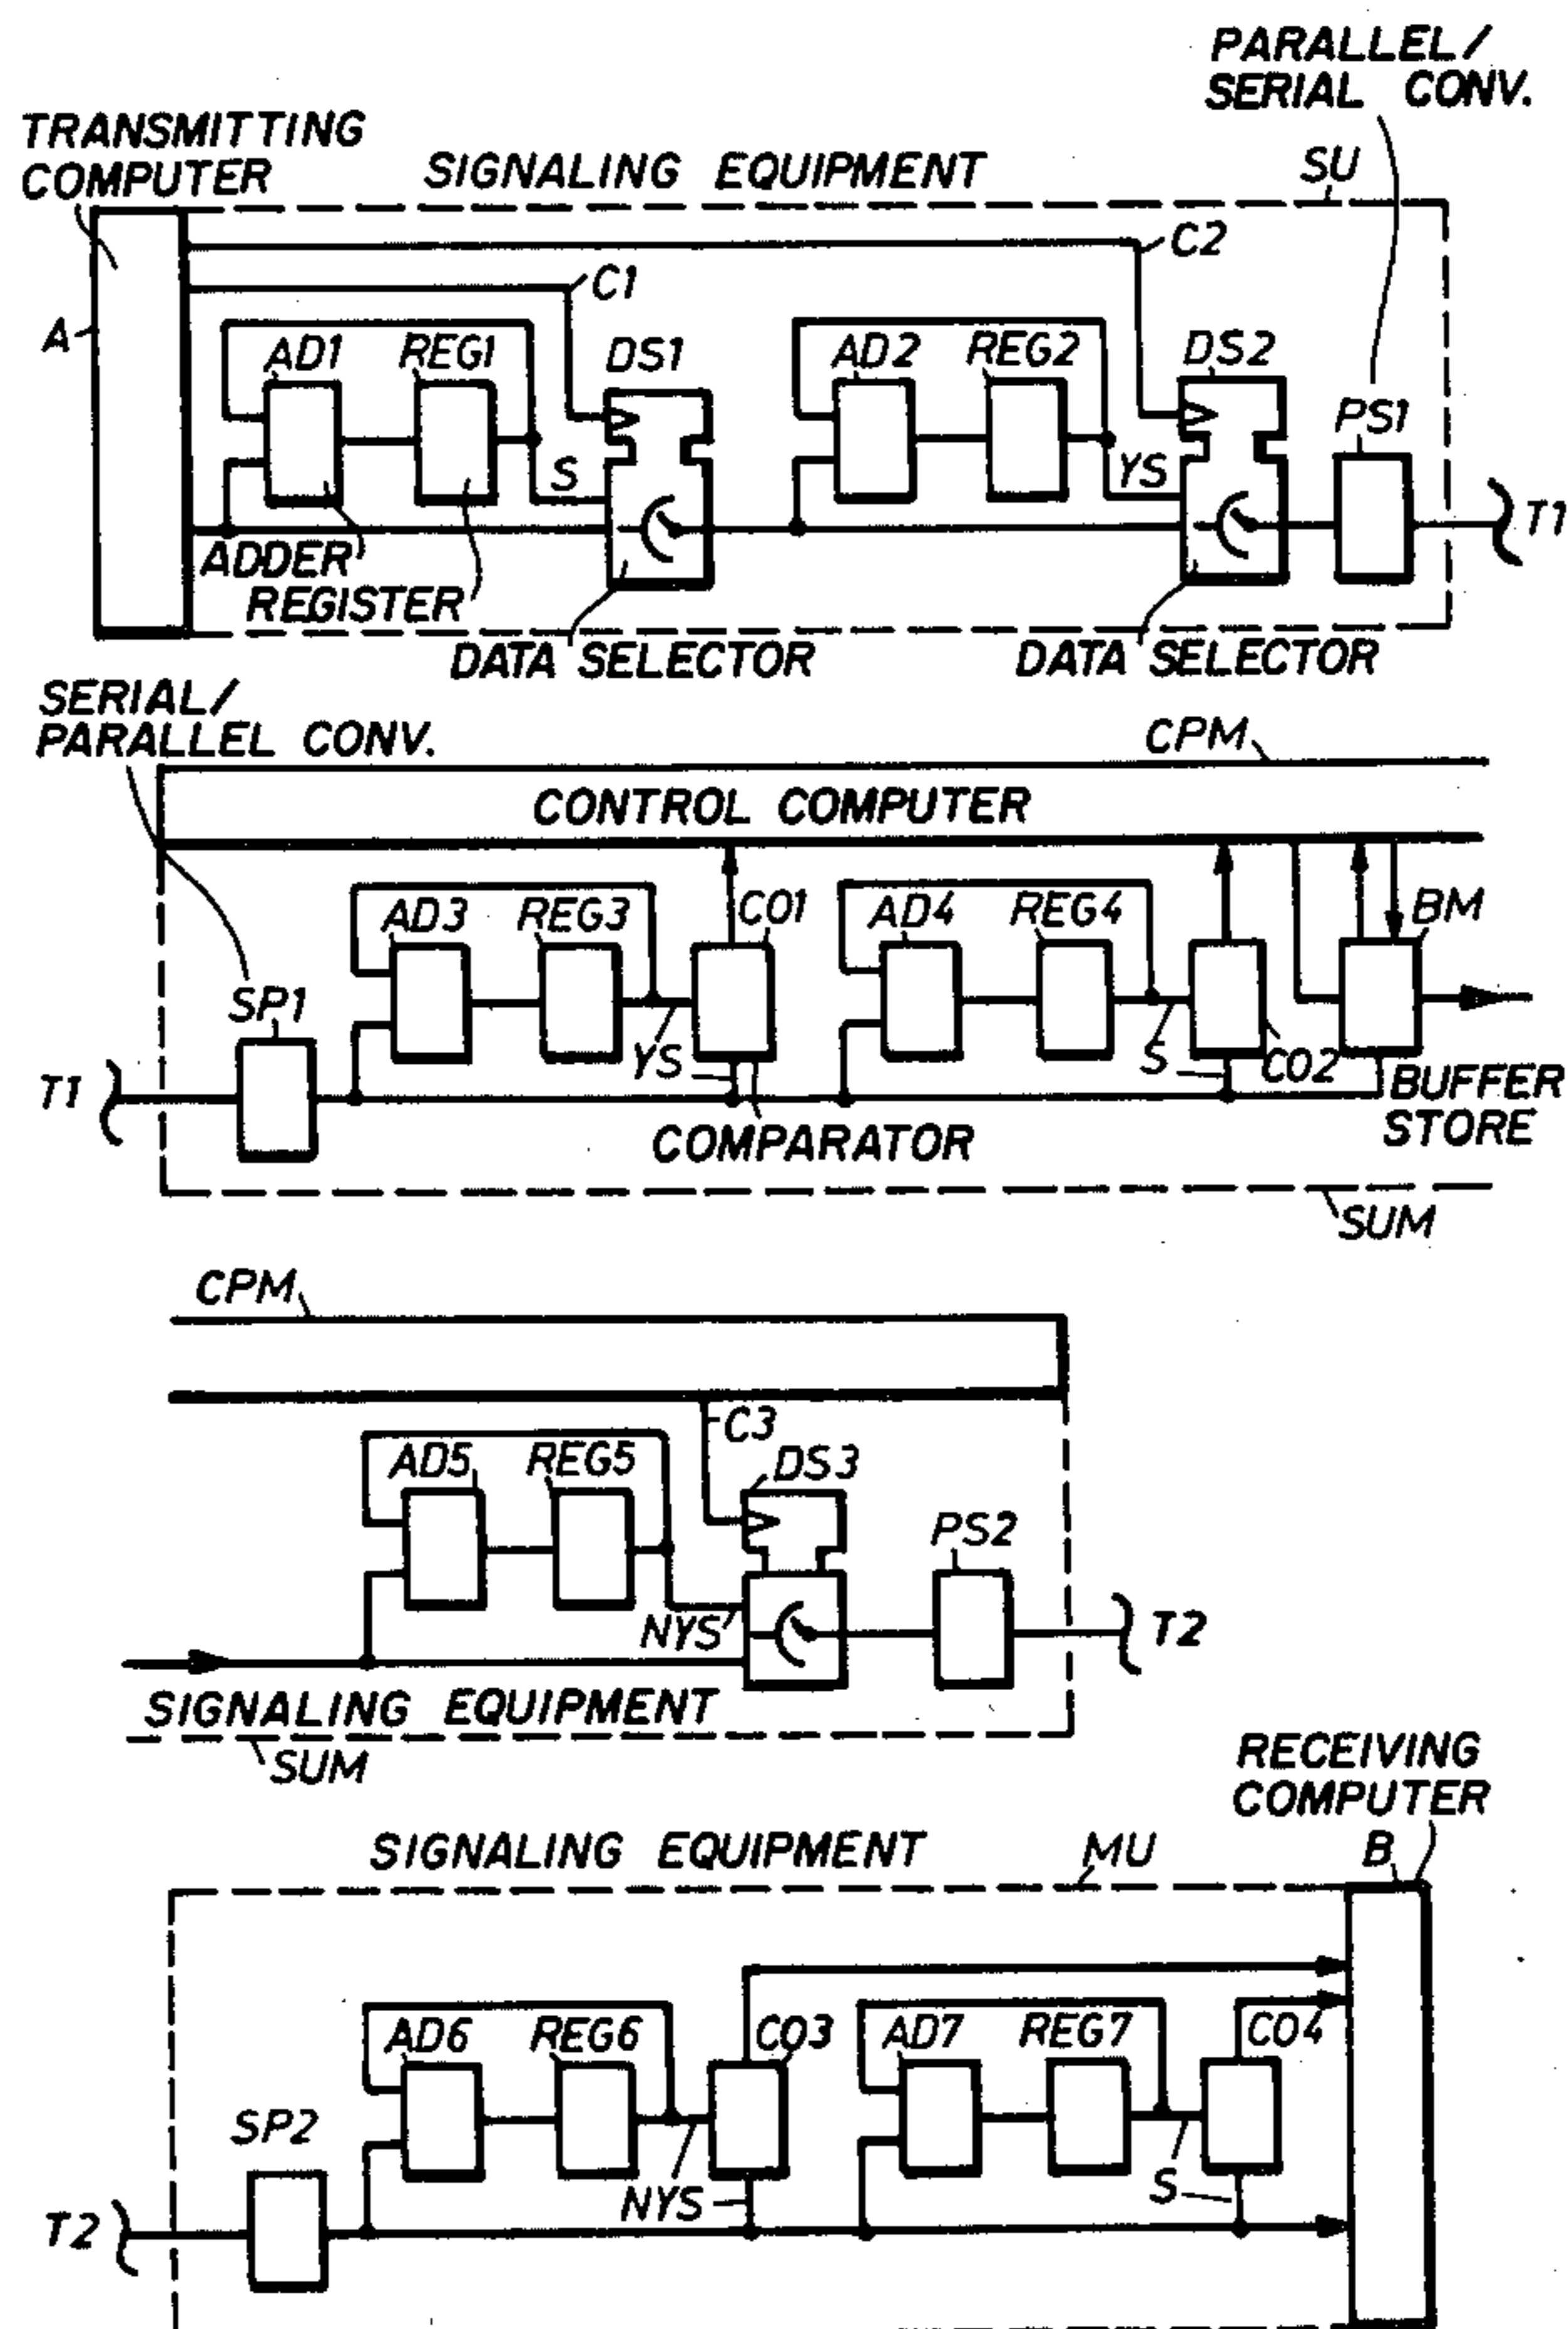 PARALLEL/
SERIAL CONV.
TRANSMITTING
COMPUTER
SIGNALING EQUIPMENT
SU
C2
C1
A
AD1
REG1
DS1
AD2
REG2
DS2
PS1
S
YS
T1
ADDER
REGISTER
DATA SELECTOR
DATA SELECTOR
SERIAL/
PARALLEL CONV.
CPM
CONTROL COMPUTER
AD3
REG3
CO1
AD4
REG4
BM
SP1
YS
S
CO2
T1
BUFFER
STORE
COMPARATOR
SUM
CPM
C3
AD5
REG5
DS3
PS2
NYS
T2
SIGNALING EQUIPMENT
SUM
RECEIVING
COMPUTER
SIGNALING EQUIPMENT
MU
B
AD6
REG6
CO3
AD7
REG7
CO4
SP2
NYS
S
T2